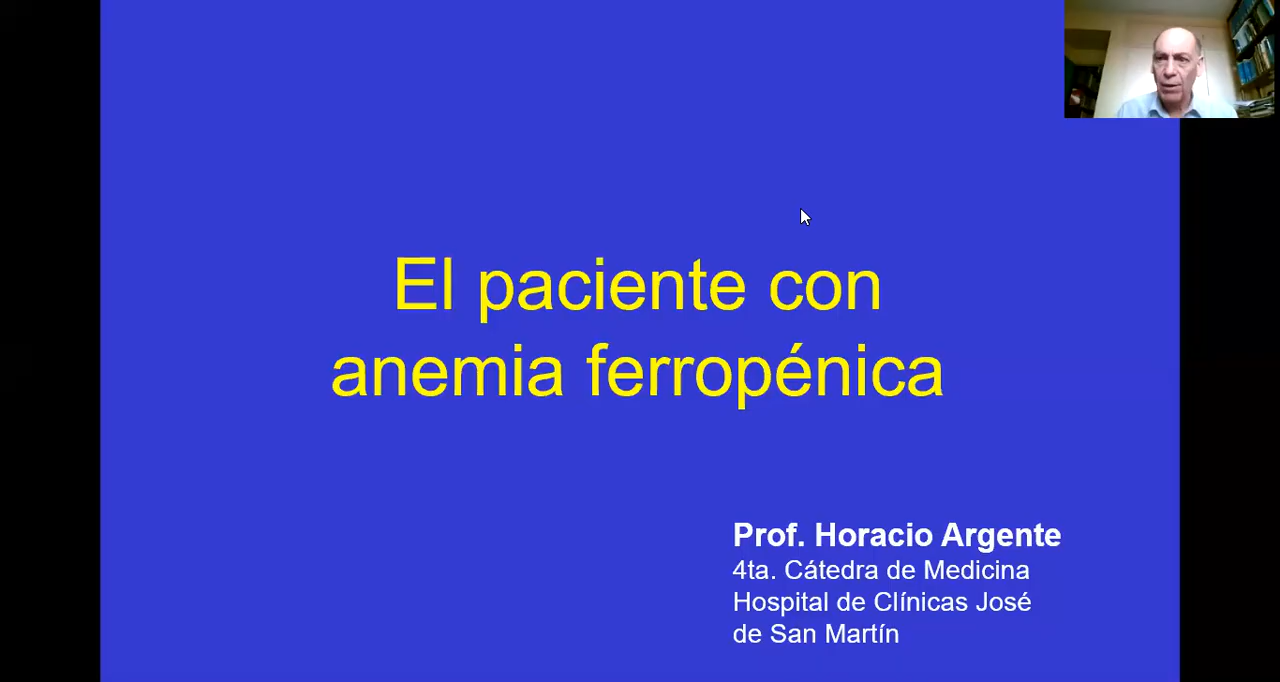 El paciente con
anemia ferropénica
Prof. Horacio Argente
4ta. Cátedra de Medicina
Hospital de Clínicas José
de San Martín